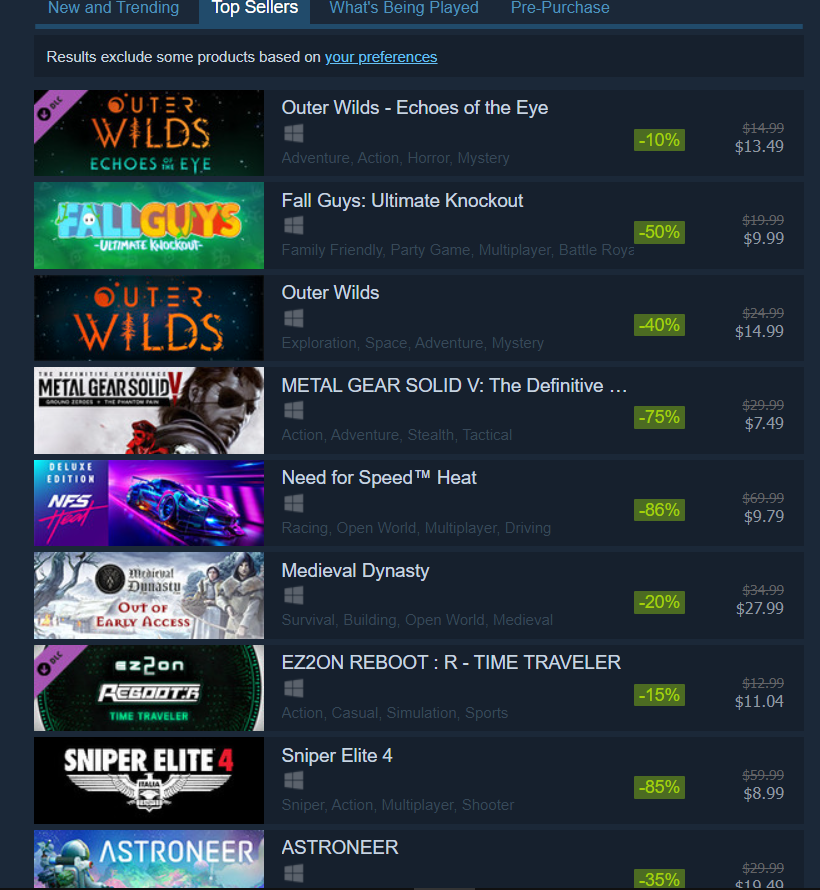 New and Trending
Top Sellers
What's Being Played
Pre-Purchase
Results exclude some products based on your preferences
DLC
OUTER
WILDS
ECHOES OF THE EYE
Outer Wilds - Echoes of the Eye
Adventure, Action, Horror, Mystery
-10%
$14.99
$13.49
FALL GUYS
-ULTIMATE KNOCKOUT-
Fall Guys: Ultimate Knockout
Family Friendly, Party Game, Multiplayer, Battle Roya
-50%
$19.99
$9.99
OUTER
WILDS
Outer Wilds
Exploration, Space, Adventure, Mystery
-40%
$24.99
$14.99
THE DEFINITIVE EXPERIENCE
METAL GEAR SOLID V
GROUND ZEROES + THE PHANTOM PAIN
METAL GEAR SOLID V: The Definitive …
Action, Adventure, Stealth, Tactical
-75%
$29.99
$7.49
DELUXE
EDITION
NFS
Heat
Need for Speed™ Heat
Racing, Open World, Multiplayer, Driving
-86%
$69.99
$9.79
Medieval
Dynasty
OUT OF
EARLY ACCESS
Medieval Dynasty
Survival, Building, Open World, Medieval
-20%
$34.99
$27.99
DLC
EZ2ON
REBOOT:R
TIME TRAVELER
EZ2ON REBOOT : R - TIME TRAVELER
Action, Casual, Simulation, Sports
-15%
$12.99
$11.04
SNIPER ELITE 4
ITALIA
Sniper Elite 4
Sniper, Action, Multiplayer, Shooter
-85%
$59.99
$8.99
ASTRONEER
ASTRONEER
-35%
$29.99
$19.49